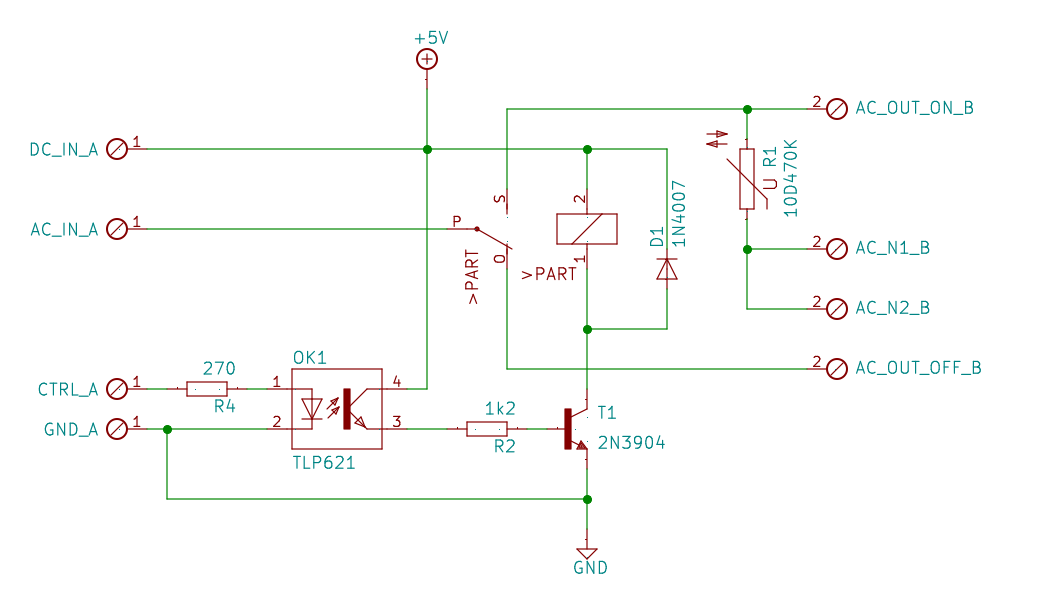 +5V
2
AC_OUT_ON_B
DC_IN_A
1
R1
U
10D470K
S
2
1N4007
D1
AC_IN_A
1
P
O
1
>PART
>PART
2
AC_N1_B
2
AC_N2_B
270
OK1
2
AC_OUT_OFF_B
CTRL_A
1
R4
1
4
1k2
T1
GND_A
1
2
3
R2
2N3904
TLP621
GND